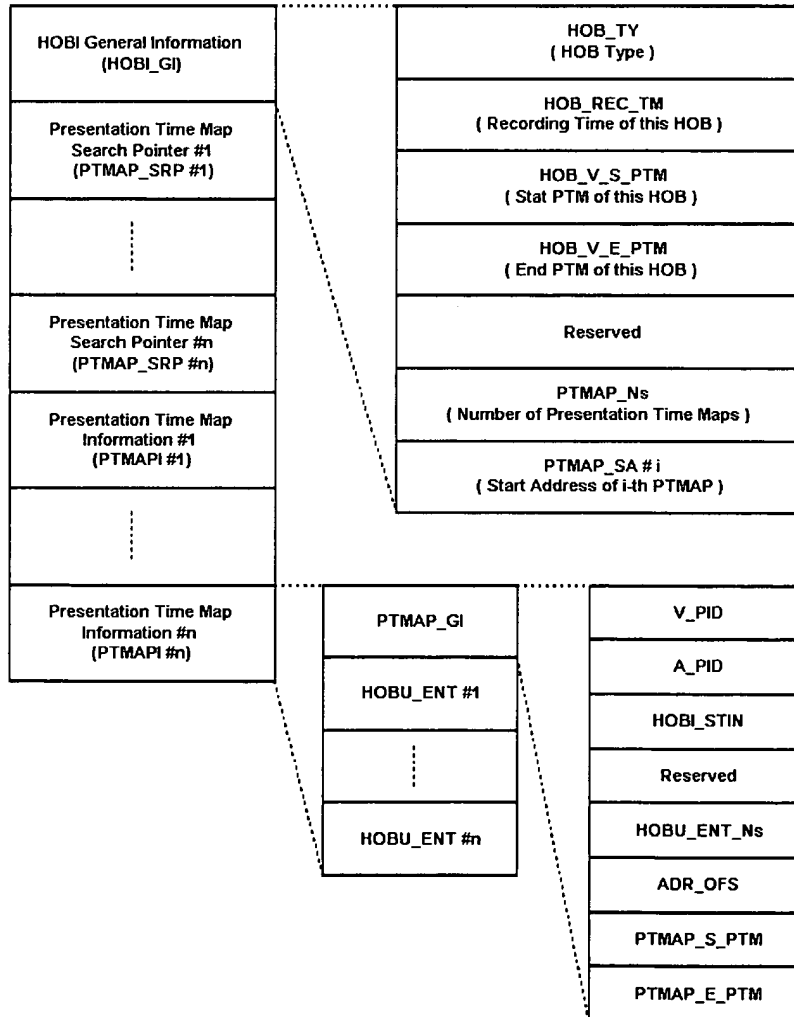 HOBI General Information
(HOBI_GI)
Presentation Time Map
Search Pointer #1
(PTMAP_SRP #1)
Presentation Time Map
Search Pointer #n
(PTMAP_SRP #n)
Presentation Time Map
Information #1
(PTMAPI #1)
Presentation Time Map
Information #n
(PTMAPI #n)
HOB_TY
( HOB Type )
HOB_REC_TM
( Recording Time of this HOB )
HOB_V_S_PTM
( Stat PTM of this HOB )
HOB_V_E_PTM
( End PTM of this HOB )
Reserved
PTMAP_Ns
( Number of Presentation Time Maps )
PTMAP_SA # i
( Start Address of i-th PTMAP )
PTMAP_GI
HOBU_ENT #1
HOBU_ENT #n
V_PID
A_PID
HOBI_STIN
Reserved
HOBU_ENT_Ns
ADR_OFS
PTMAP_S_PTM
PTMAP_E_PTM